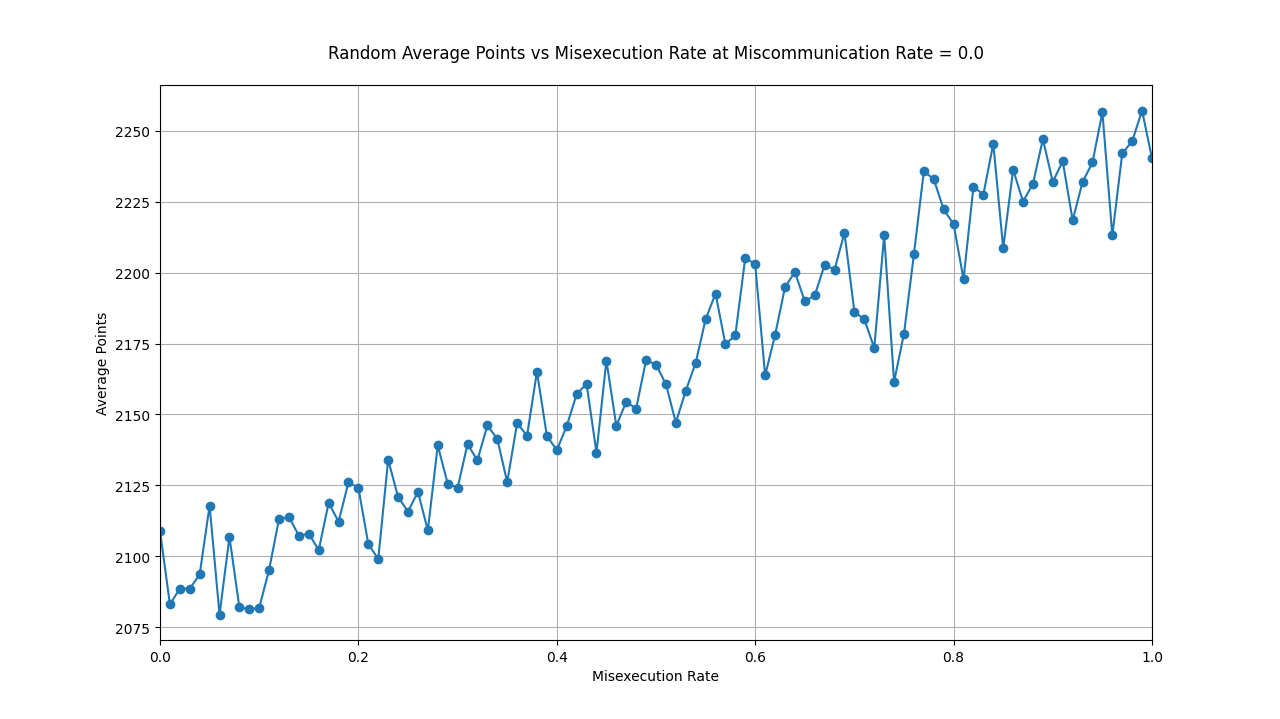 Random Average Points vs Misexecution Rate at Miscommunication Rate = 0.0
2250
2225
2200
2175
2150
2125
2100
2075
Average Points
0.0 0.2 0.4 0.6 0.8 1.0
Misexecution Rate